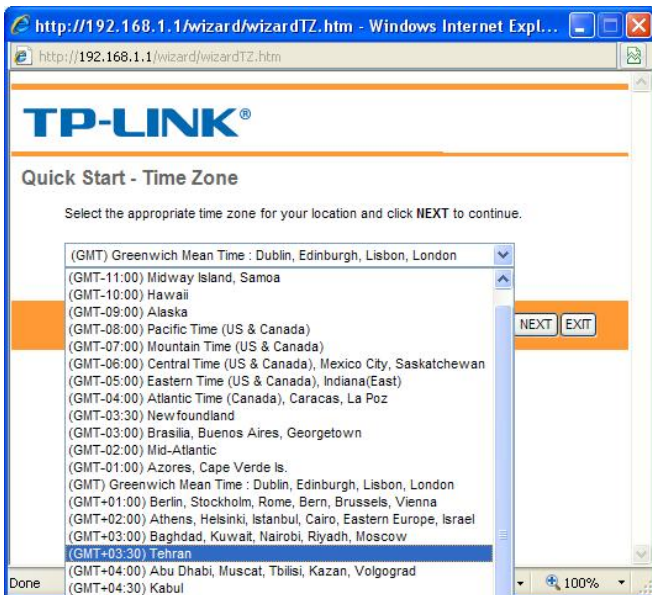 http://192.168.1.1/wizard/wizardTZ.htm - Windows Internet Expl...
http://192.168.1.1/wizard/wizardTZ.htm
TP-LINK®
Quick Start - Time Zone
Select the appropriate time zone for your location and click NEXT to continue.
(GMT) Greenwich Mean Time : Dublin, Edinburgh, Lisbon, London
(GMT-11:00) Midway Island, Samoa
(GMT-10:00) Hawaii
(GMT-09:00) Alaska
(GMT-08:00) Pacific Time (US & Canada)
(GMT-07:00) Mountain Time (US & Canada)
(GMT-06:00) Central Time (US & Canada), Mexico City, Saskatchewan
(GMT-05:00) Eastern Time (US & Canada), Indiana(East)
(GMT-04:00) Atlantic Time (Canada), Caracas, La Poz
(GMT-03:30) Newfoundland
(GMT-03:00) Brasilia, Buenos Aires, Georgetown
(GMT-02:00) Mid-Atlantic
(GMT-01:00) Azores, Cape Verde Is.
(GMT) Greenwich Mean Time : Dublin, Edinburgh, Lisbon, London
(GMT+01:00) Berlin, Stockholm, Rome, Bern, Brussels, Vienna
(GMT+02:00) Athens, Helsinki, Istanbul, Cairo, Eastern Europe, Israel
(GMT+03:00) Baghdad, Kuwait, Nairobi, Riyadh, Moscow
(GMT+03:30) Tehran
(GMT+04:00) Abu Dhabi, Muscat, Tbilisi, Kazan, Volgograd
(GMT+04:30) Kabul
NEXT EXIT
Done 100%